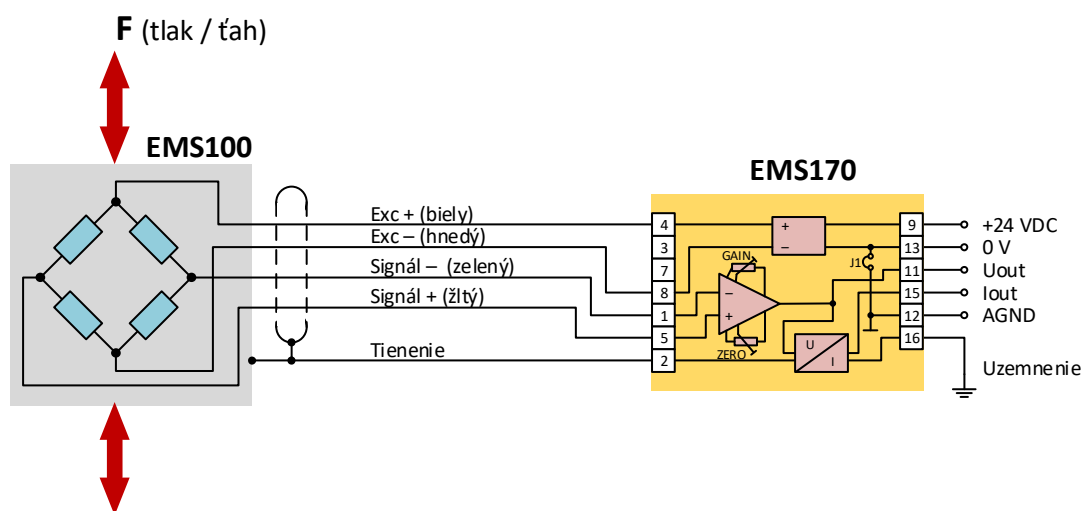 F (tlak / ťah)
EMS100
EMS170
Exc + (biely)
Exc – (hnedý)
Signál – (zelený)
Signál + (žltý)
Tienenie
4
3
7
8
1
5
2
+
–
GAIN
–
+
ZERO
J1
U
I
9
13
11
15
12
16
+24 VDC
0 V
Uout
Iout
AGND
Uzemnenie